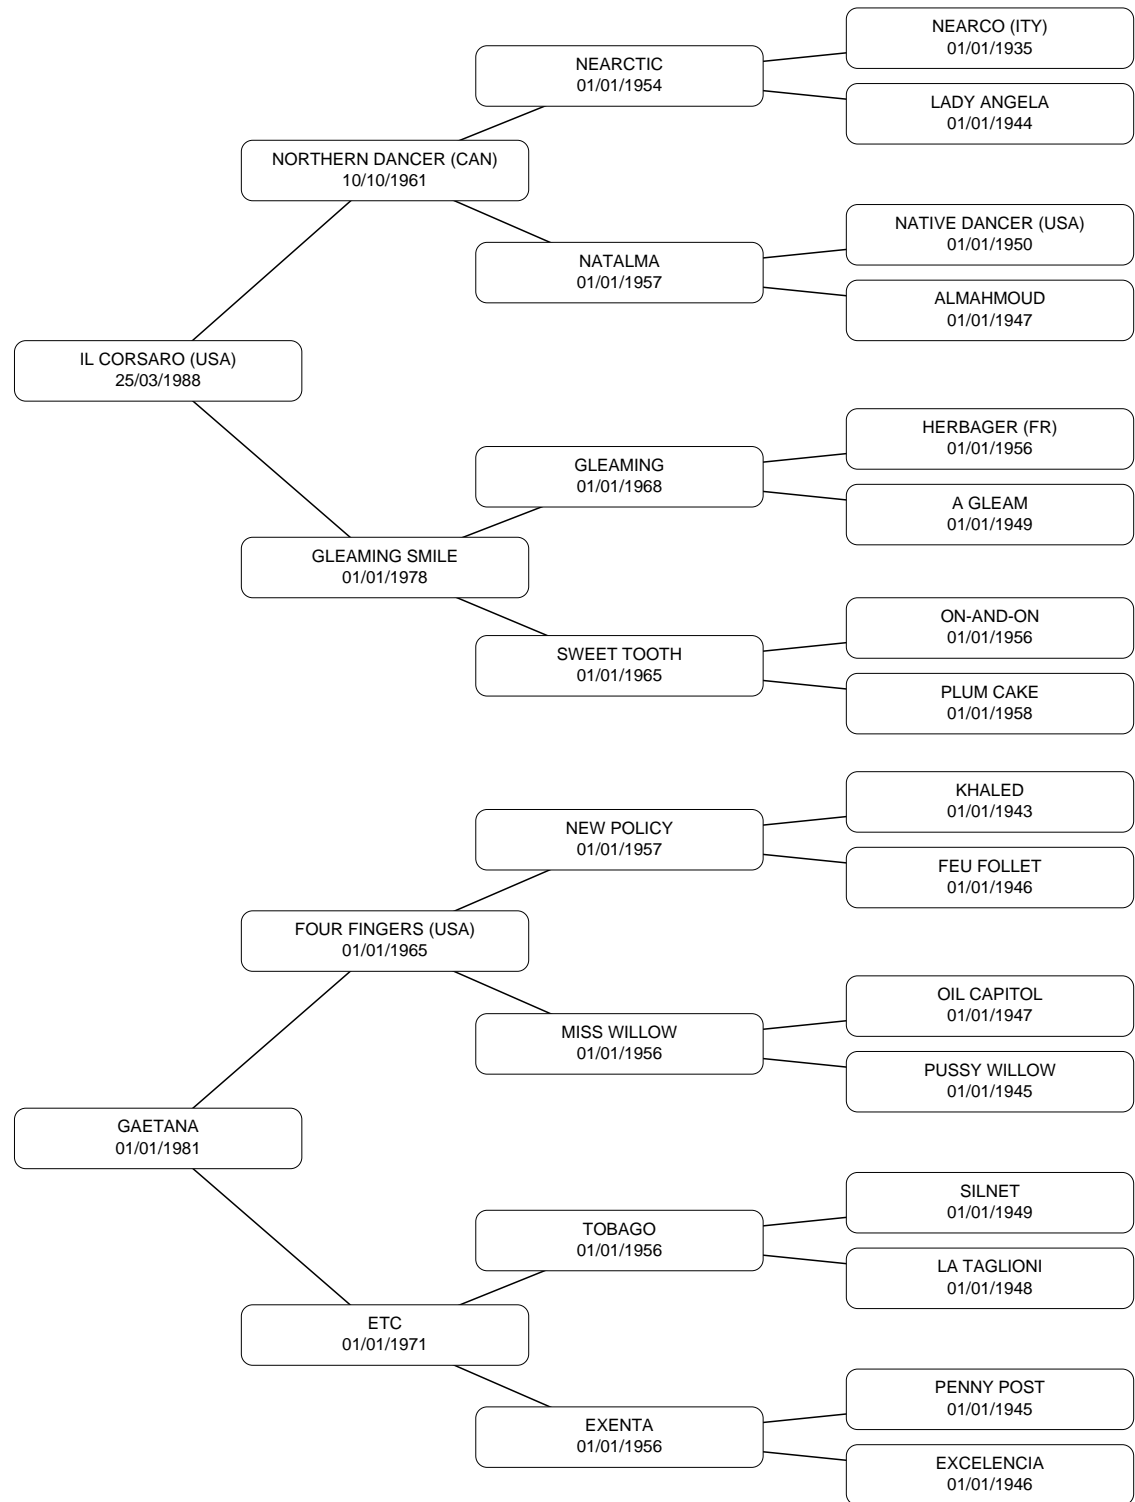 NEARCO (ITY)
01/01/1935
NEARCTIC
01/01/1954
LADY ANGELA
01/01/1944
NORTHERN DANCER (CAN)
10/10/1961
NATIVE DANCER (USA)
01/01/1950
NATALMA
01/01/1957
ALMAHMOUD
01/01/1947
IL CORSARO (USA)
25/03/1988
HERBAGER (FR)
01/01/1956
GLEAMING
01/01/1968
A GLEAM
01/01/1949
GLEAMING SMILE
01/01/1978
ON-AND-ON
01/01/1956
SWEET TOOTH
01/01/1965
PLUM CAKE
01/01/1958
KHALED
01/01/1943
NEW POLICY
01/01/1957
FEU FOLLET
01/01/1946
FOUR FINGERS (USA)
01/01/1965
OIL CAPITOL
01/01/1947
MISS WILLOW
01/01/1956
PUSSY WILLOW
01/01/1945
GAETANA
01/01/1981
SILNET
01/01/1949
TOBAGO
01/01/1956
LA TAGLIONI
01/01/1948
ETC
01/01/1971
PENNY POST
01/01/1945
EXENTA
01/01/1956
EXCELENCIA
01/01/1946